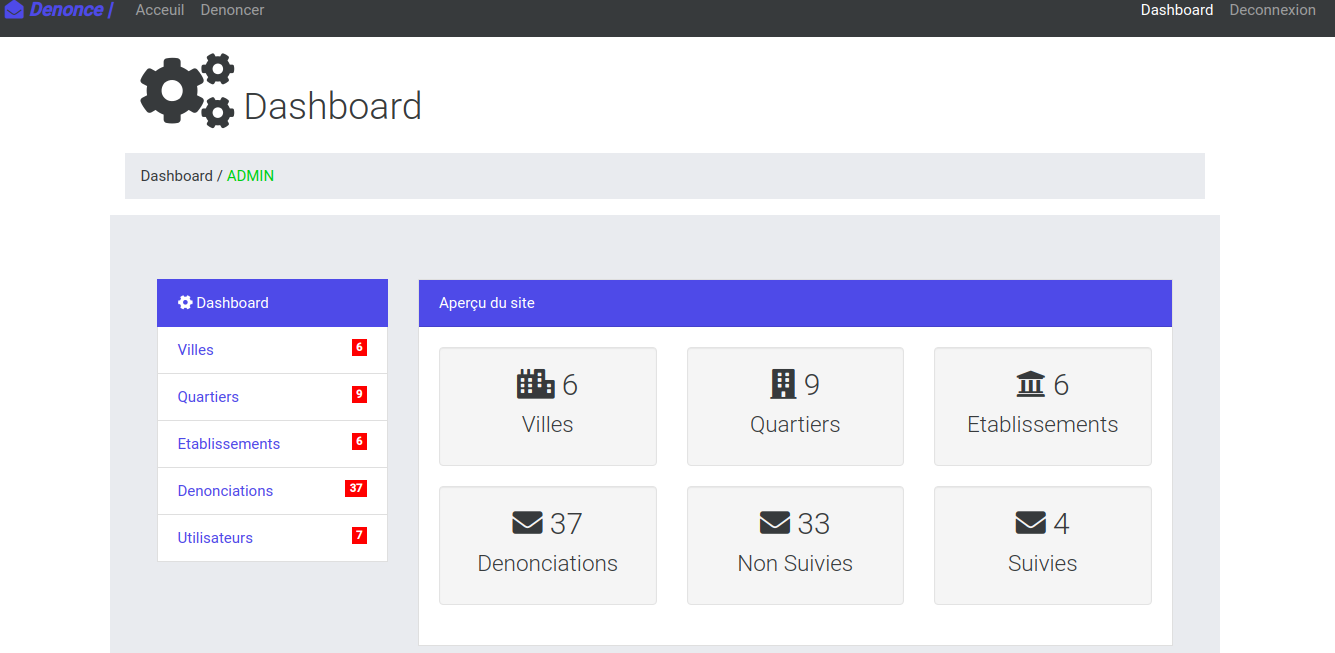 Denonce | Acceuil Denoncer Dashboard Deconnexion
Dashboard
Dashboard / ADMIN
Dashboard
Villes 6
Quartiers 9
Etablissements 6
Denonciations 37
Utilisateurs 7
Aperçu du site
6
Villes
9
Quartiers
6
Etablissements
37
Denonciations
33
Non Suivies
4
Suivies